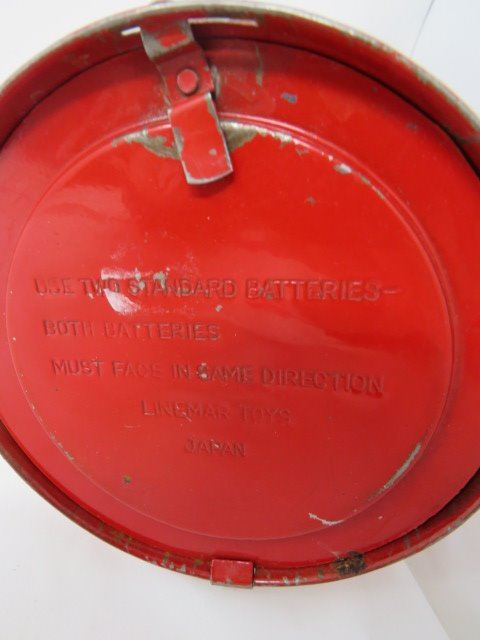 USE TWO STANDARD BATTERIES-
BOTH BATTERIES
MUST FACE IN SAME DIRECTION
LINEMAR TOYS
JAPAN